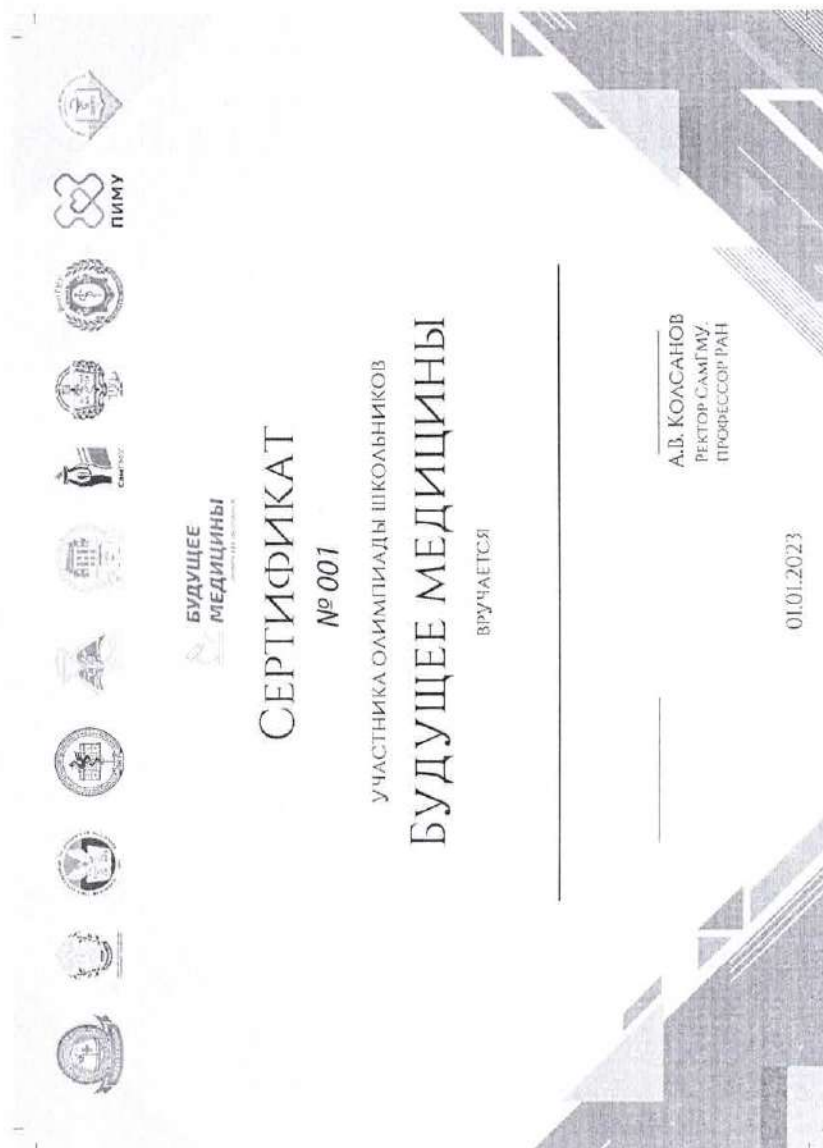 ПИМУ
СамГМУ
БУДУЩЕЕ
МЕДИЦИНЫ
СЕРТИФИКАТ
№ 001
УЧАСТНИКА ОЛИМПИАДЫ ШКОЛЬНИКОВ
БУДУЩЕЕ МЕДИЦИНЫ
ВРУЧАЕТСЯ
А.В. КОЛСАНОВ
РЕКТОР САМГМУ,
ПРОФЕССОР РАН
01.01.2023